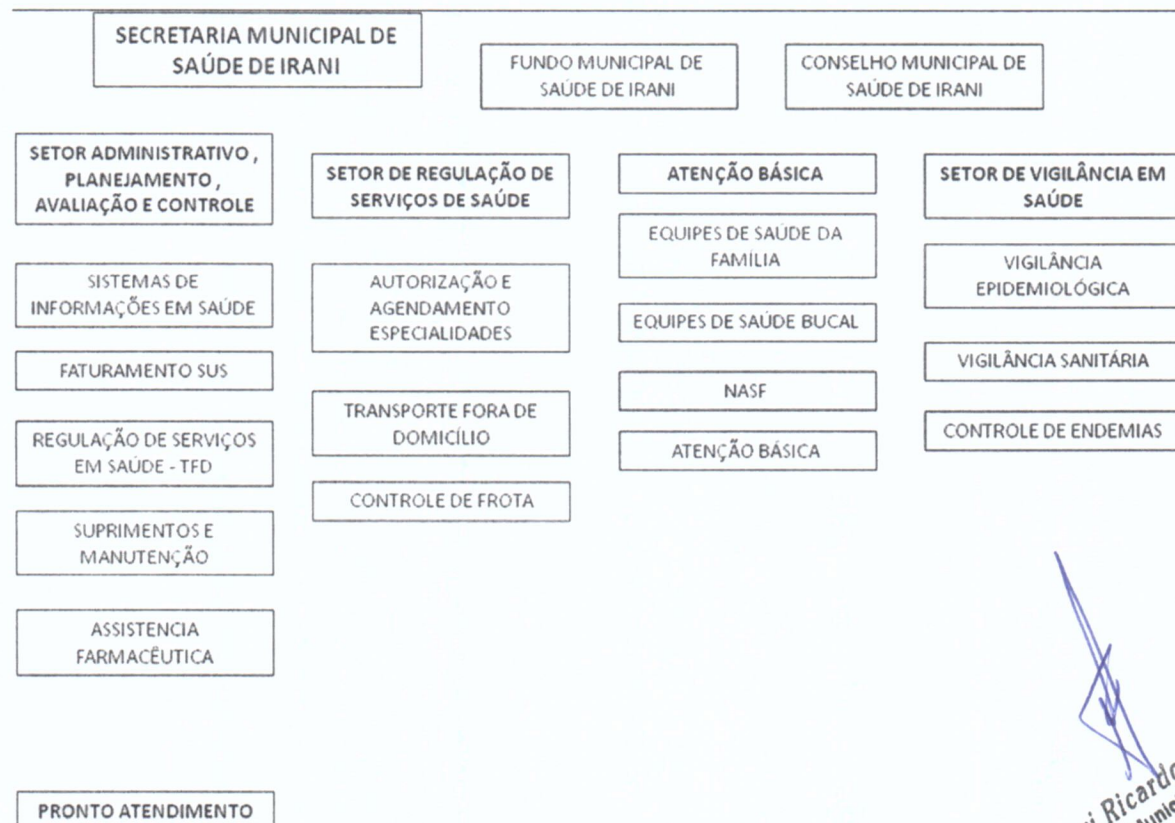 SECRETARIA MUNICIPAL DE
SAÚDE DE IRANI
FUNDO MUNICIPAL DE
SAÚDE DE IRANI
CONSELHO MUNICIPAL DE
SAÚDE DE IRANI
SETOR ADMINISTRATIVO ,
PLANEJAMENTO ,
AVALIAÇÃO E CONTROLE
SISTEMAS DE
INFORMAÇÕES EM SAÚDE
FATURAMENTO SUS
REGULAÇÃO DE SERVIÇOS
EM SAÚDE - TFD
SUPRIMENTOS E
MANUTENÇÃO
ASSISTENCIA
FARMACÊUTICA
PRONTO ATENDIMENTO
SETOR DE REGULAÇÃO DE
SERVIÇOS DE SAÚDE
AUTORIZAÇÃO E
AGENDAMENTO
ESPECIALIDADES
TRANSPORTE FORA DE
DOMICÍLIO
CONTROLE DE FROTA
ATENÇÃO BÁSICA
EQUIPES DE SAÚDE DA
FAMÍLIA
EQUIPES DE SAÚDE BUCAL
NASF
ATENÇÃO BÁSICA
SETOR DE VIGILÂNCIA EM
SAÚDE
VIGILÂNCIA
EPIDEMIOLÓGICA
VIGILÂNCIA SANITÁRIA
CONTROLE DE ENDEMIAS
Ricardo